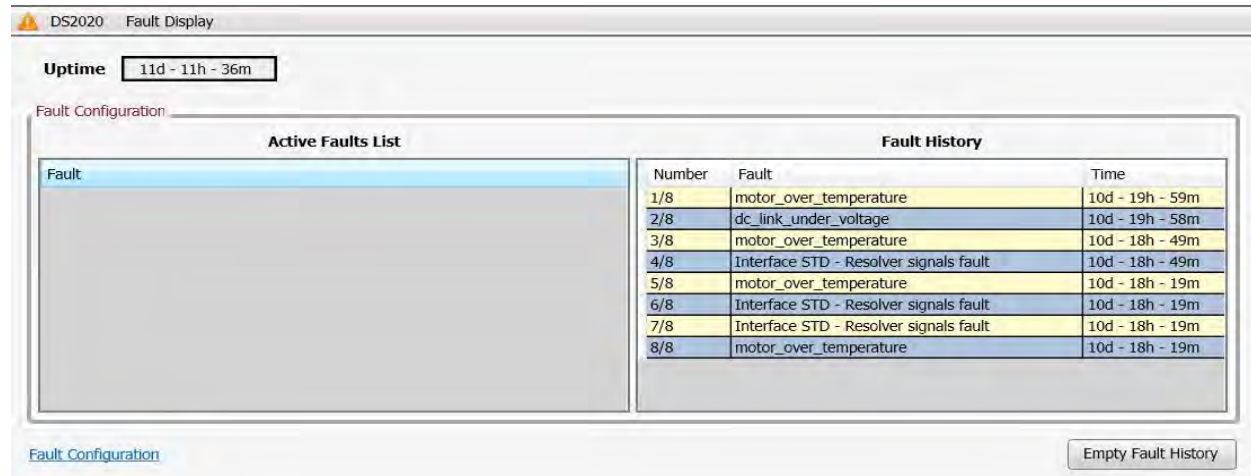 DS2020 Fault Display
Uptime 11d - 11h - 36m
Fault Configuration
Active Faults List
Fault
Fault History
Number Fault Time
1/8 motor_over_temperature 10d - 19h - 59m
2/8 dc_link_under_voltage 10d - 19h - 58m
3/8 motor_over_temperature 10d - 18h - 49m
4/8 Interface STD - Resolver signals fault 10d - 18h - 49m
5/8 motor_over_temperature 10d - 18h - 19m
6/8 Interface STD - Resolver signals fault 10d - 18h - 19m
7/8 Interface STD - Resolver signals fault 10d - 18h - 19m
8/8 motor_over_temperature 10d - 18h - 19m
Fault Configuration
Empty Fault History